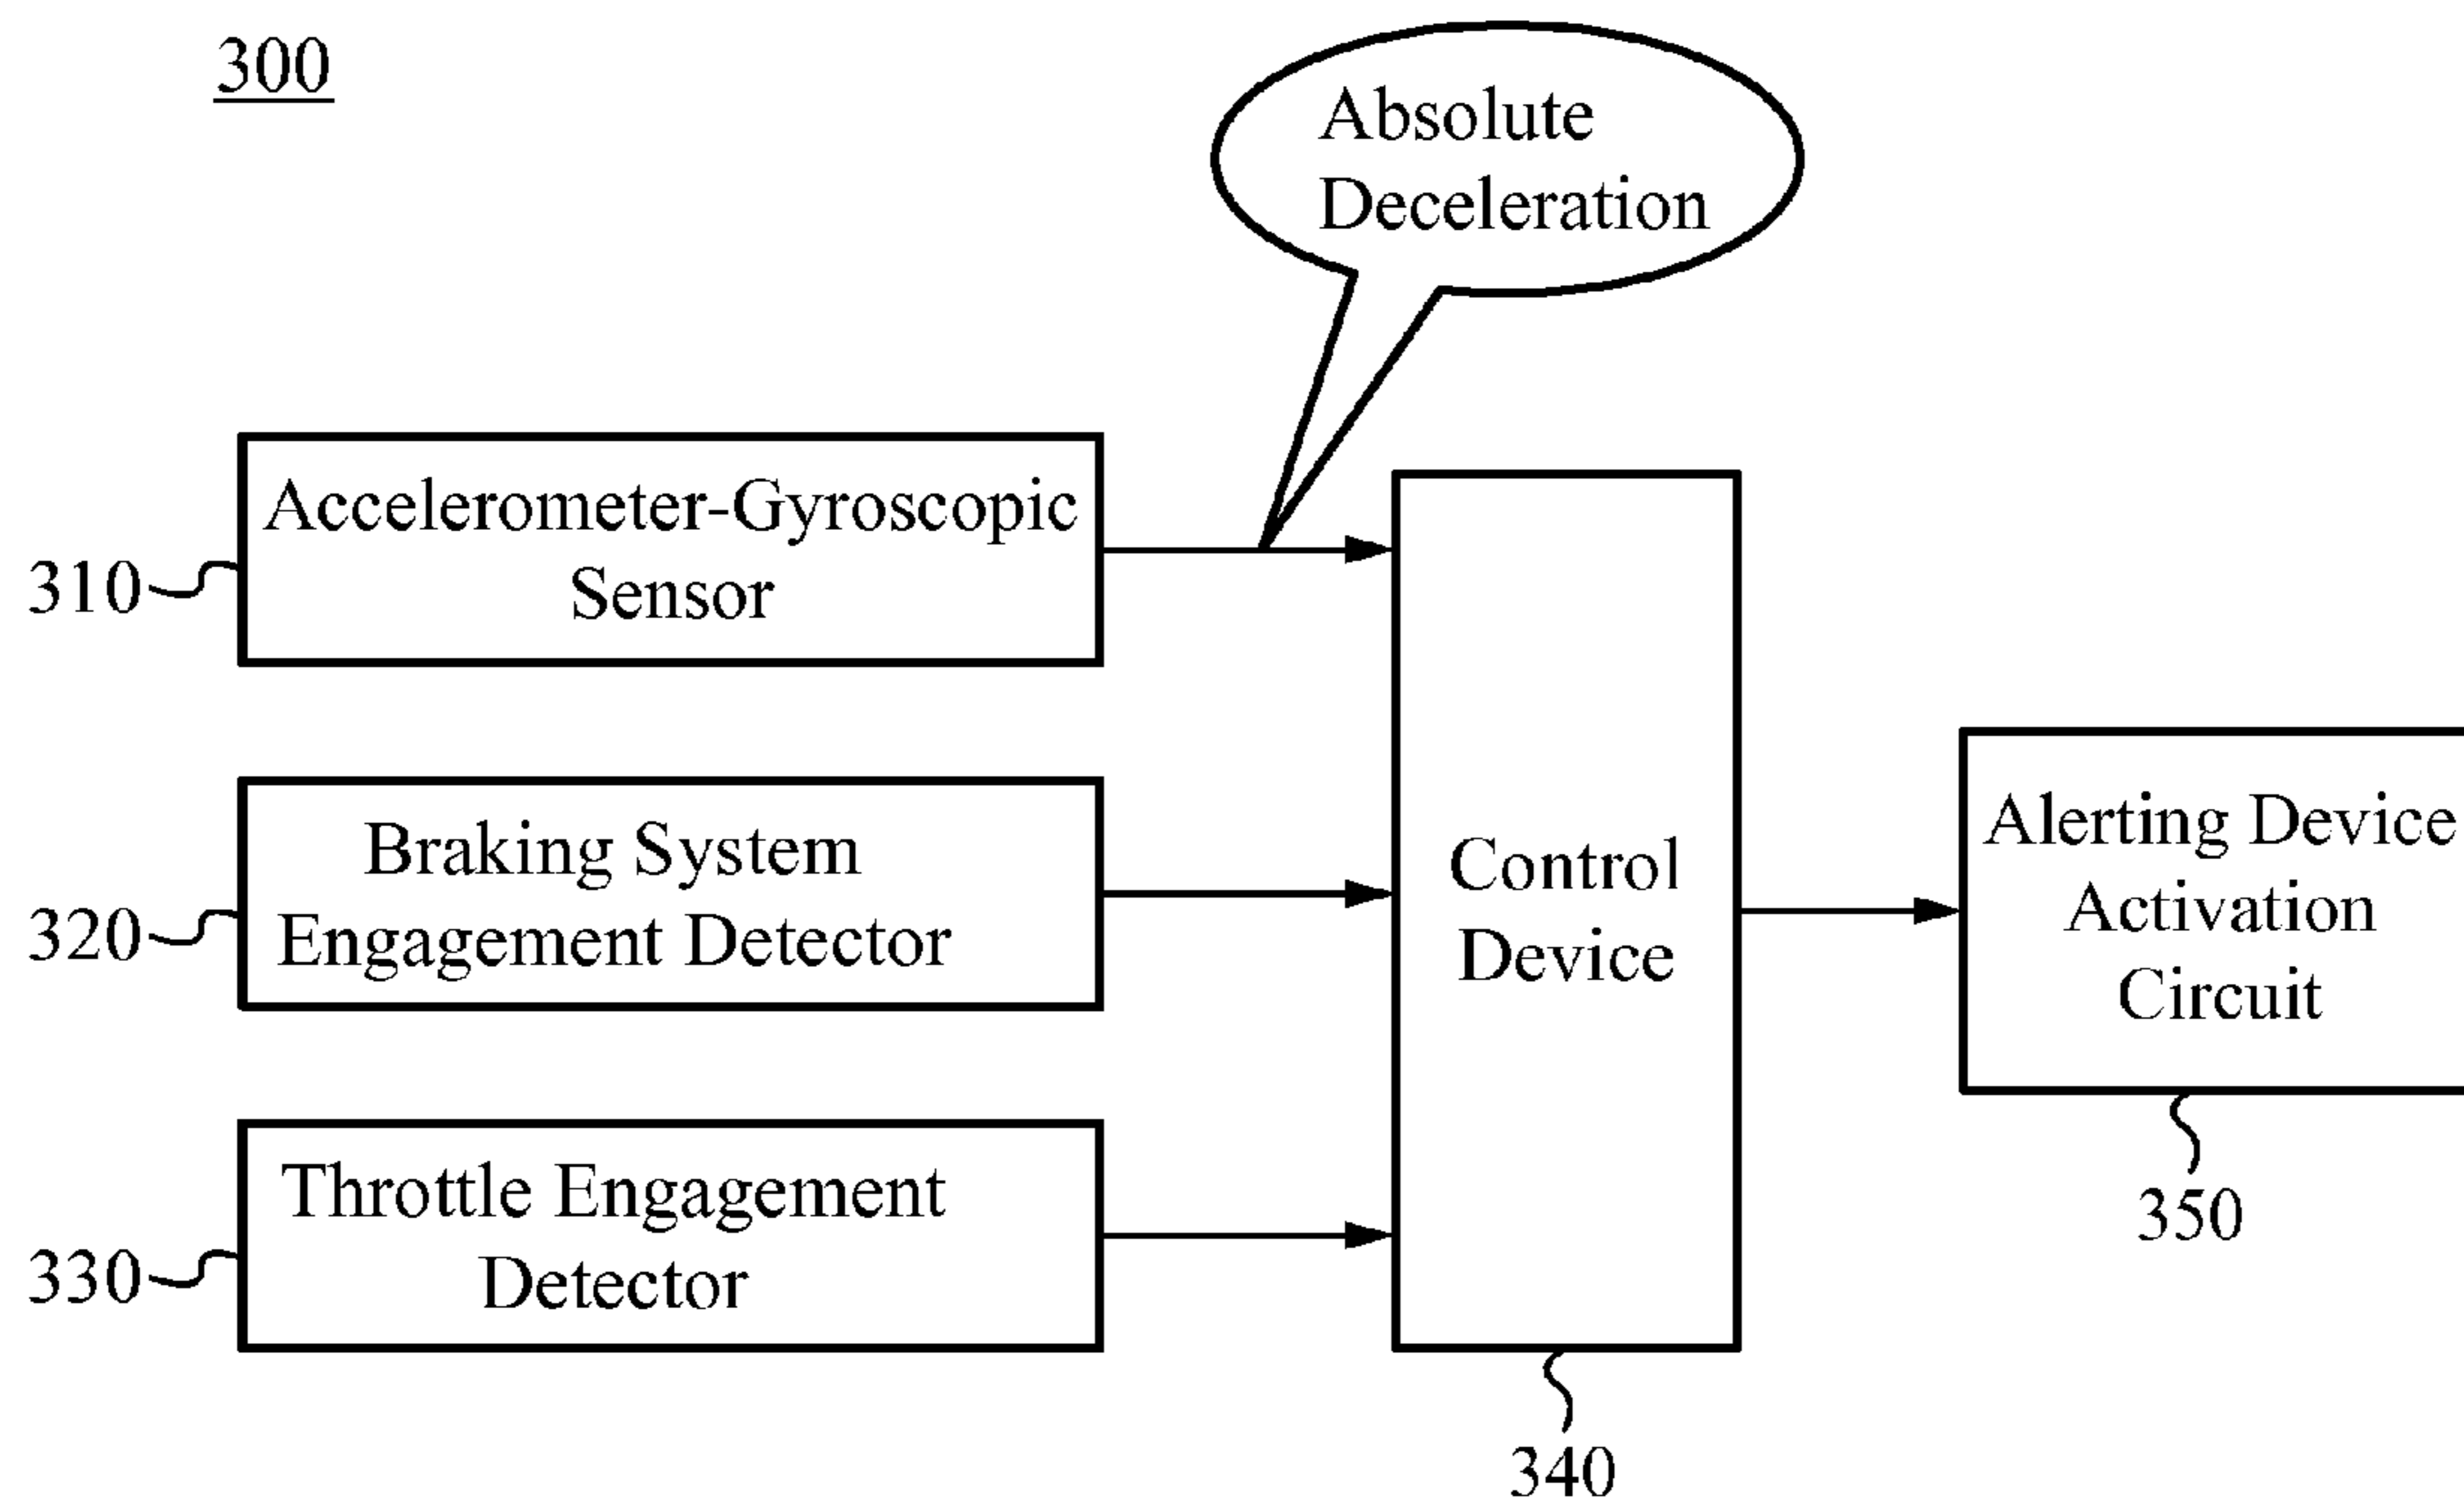 300
Absolute
Deceleration
Accelerometer-Gyroscopic
Sensor
310
Braking System
Engagement Detector
320
Throttle Engagement
Detector
330
Control
Device
340
Alerting Device
Activation
Circuit
350